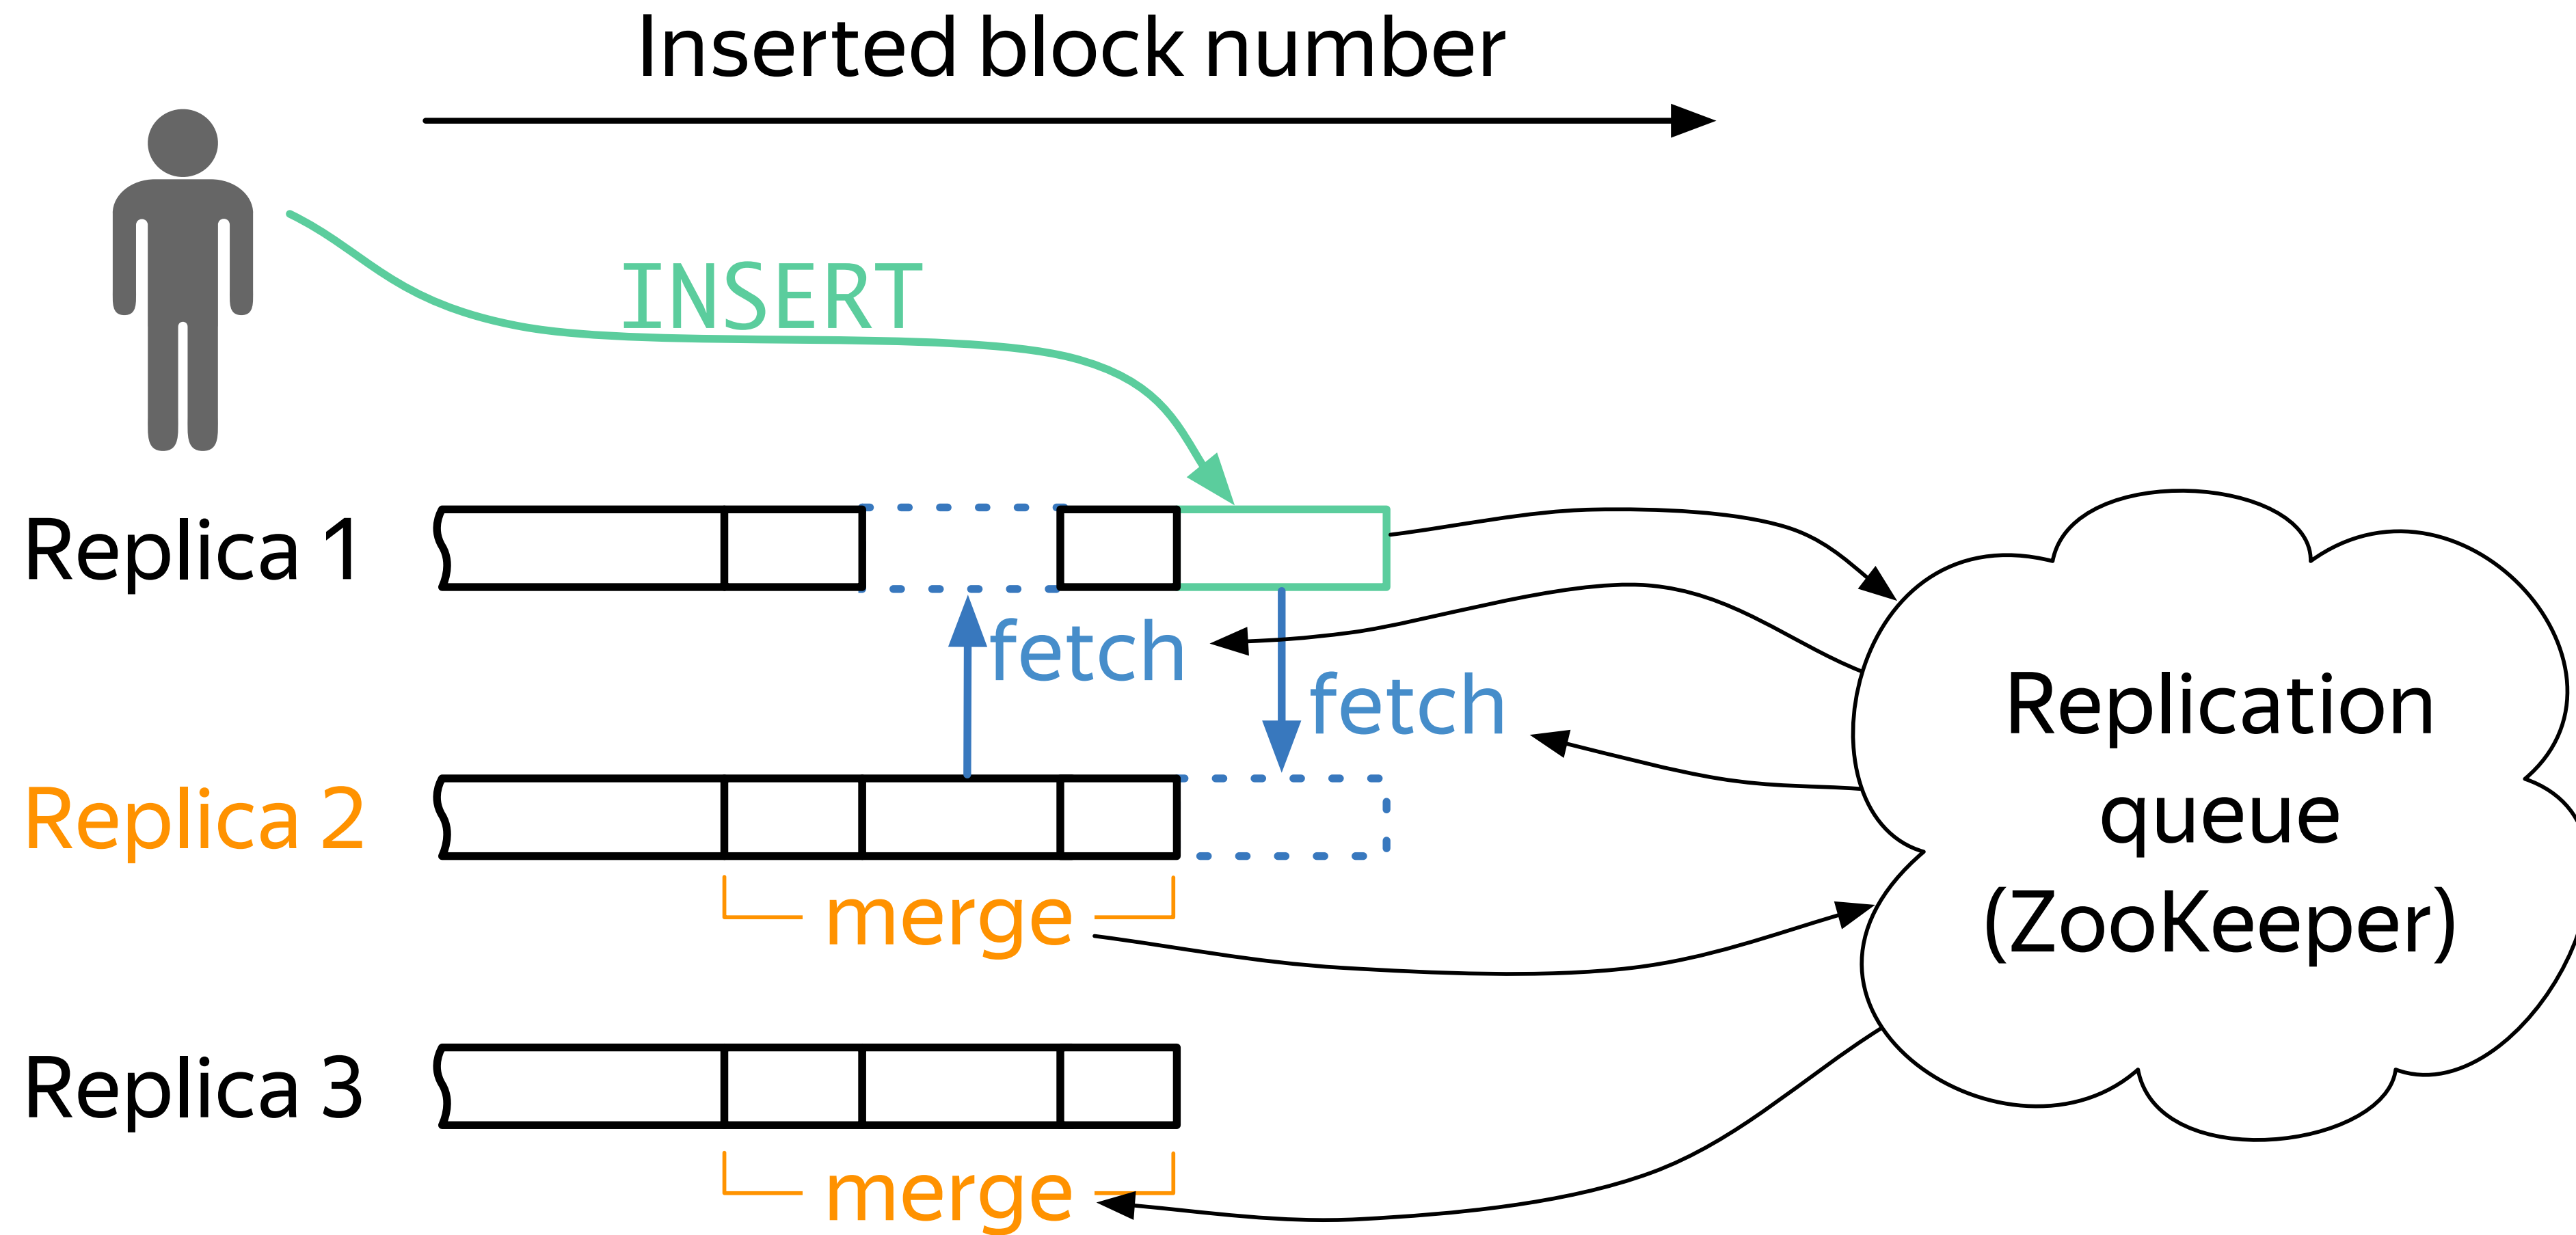 Inserted block number
INSERT
Replica 1
fetch
fetch
Replication
queue
(ZooKeeper)
Replica 2
merge
Replica 3
merge